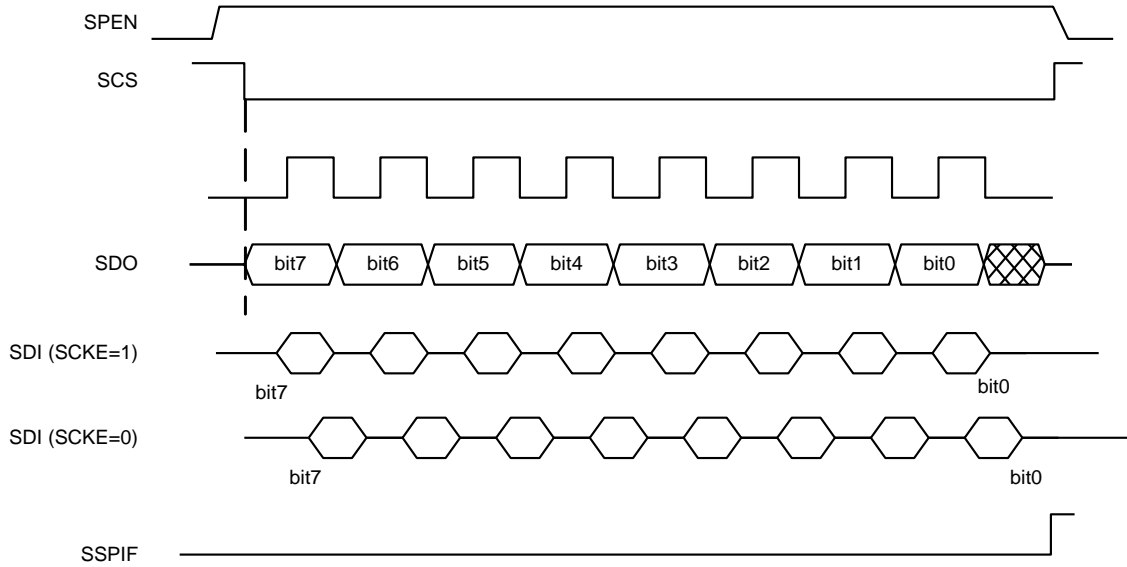 SPEN
SCS
SDO
bit7 bit6 bit5 bit4 bit3 bit2 bit1 bit0
SDI (SCKE=1)
bit7 bit0
SDI (SCKE=0)
bit7 bit0
SSPIF